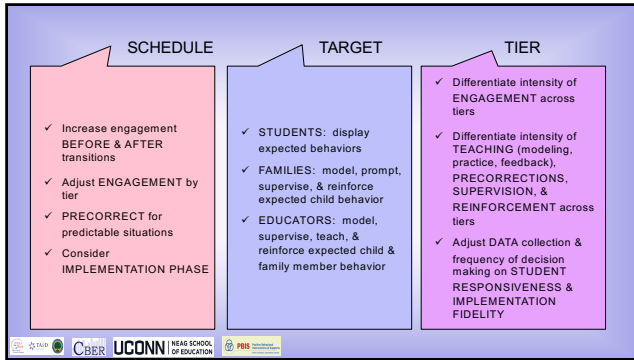 SCHEDULE
✓ Increase engagement
BEFORE & AFTER
transitions
✓ Adjust ENGAGEMENT by
tier
✓ PRECORRECT for
predictable situations
✓ Consider
IMPLEMENTATION PHASE
TARGET
✓ STUDENTS: display
expected behaviors
✓ FAMILIES: model, prompt,
supervise, & reinforce
expected child behavior
✓ EDUCATORS: model,
supervise, teach, &
reinforce expected child &
family member behavior
TIER
✓ Differentiate intensity of
ENGAGEMENT across
tiers
✓ Differentiate intensity of
TEACHING (modeling,
practice, feedback),
PRECORRECTIONS,
SUPERVISION, &
REINFORCEMENT across
tiers
✓ Adjust DATA collection &
frequency of decision
making on STUDENT
RESPONSIVENESS &
IMPLEMENTATION
FIDELITY
CBER
UCONN
NEAG SCHOOL
OF EDUCATION
PBIS